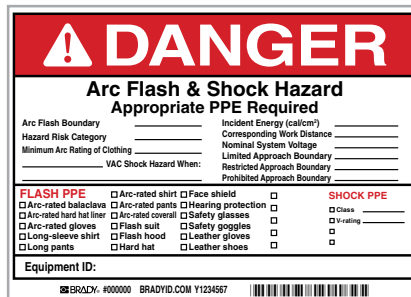 DANGER
Arc Flash & Shock Hazard
Appropriate PPE Required
Arc Flash Boundary
Hazard Risk Category
Minimum Arc Rating of Clothing
VAC Shock Hazard When:
Incident Energy (cal/cm²)
Corresponding Work Distance
Nominal System Voltage
Limited Approach Boundary
Restricted Approach Boundary
Prohibited Approach Boundary
FLASH PPE
Arc-rated balaclava
Arc-rated hard hat liner
Arc-rated gloves
Long-sleeve shirt
Long pants
Arc-rated shirt
Arc-rated pants
Arc-rated coverall
Flash suit
Flash hood
Hard hat
Face shield
Hearing protection
Safety glasses
Safety goggles
Leather gloves
Leather shoes
SHOCK PPE
Class
V-rating
Equipment ID:
BRADY. #000000 BRADYID.COM Y1234567